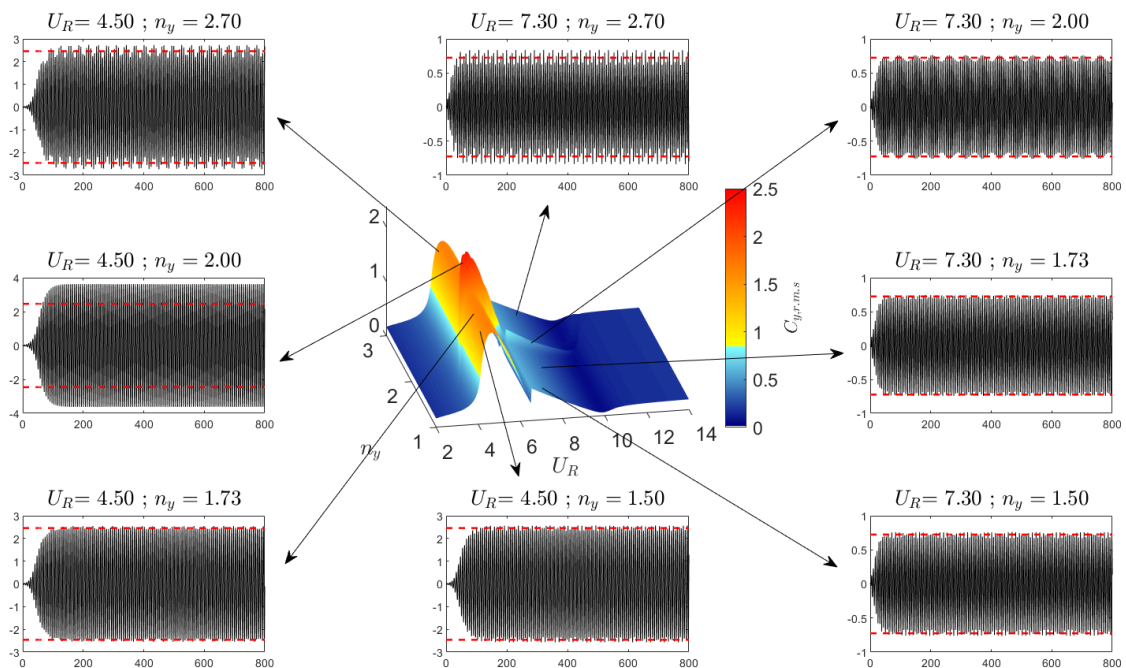 U_R= 4.50 ; n_y = 2.70
3
2
1
0
-1
-2
-3
0 200 400 600 800
U_R= 7.30 ; n_y = 2.70
1
0.5
0
-0.5
-1
0 200 400 600 800
U_R= 7.30 ; n_y = 2.00
1
0.5
0
-0.5
-1
0 200 400 600 800
U_R= 4.50 ; n_y = 2.00
4
2
0
-2
-4
0 200 400 600 800
2
1
0
3
2
1
n_y
2 4 6 8 10 12 14
U_R
2.5
2
1.5
1
0.5
0
C_{y,r.m.s}
U_R= 7.30 ; n_y = 1.73
1
0.5
0
-0.5
-1
0 200 400 600 800
U_R= 4.50 ; n_y = 1.73
3
2
1
0
-1
-2
-3
0 200 400 600 800
U_R= 4.50 ; n_y = 1.50
3
2
1
0
-1
-2
-3
0 200 400 600 800
U_R= 7.30 ; n_y = 1.50
1
0.5
0
-0.5
-1
0 200 400 600 800